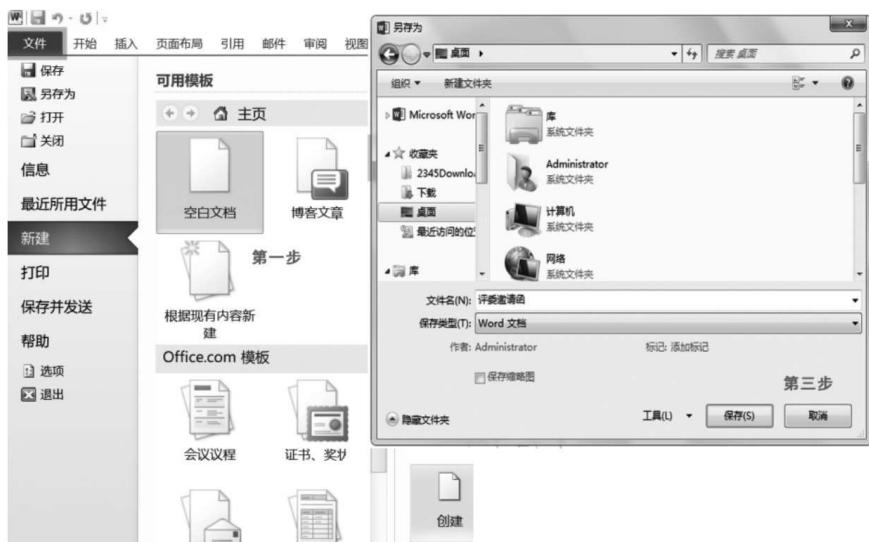 文件
开始
插入
页面布局
引用
邮件
审阅
视图
保存
另存为
打开
关闭
信息
最近所用文件
新建
打印
保存并发送
帮助
选项
退出
可用模板
主页
空白文档
博客文章
第一步
根据现有内容新
建
Office.com 模板
会议议程
证书、奖状
另存为
桌面
搜索 桌面
组织
新建文件夹
Microsoft Wor
收藏夹
2345Downlo
下载
桌面
最近访问的位
库
库
系统文件夹
Administrator
系统文件夹
计算机
系统文件夹
网络
系统文件夹
文件名(N): 评委邀请函
保存类型(T): Word 文档
作者: Administrator
标记: 添加标记
保存缩略图
第三步
隐藏文件夹
工具(L)
保存(S)
取消
创建